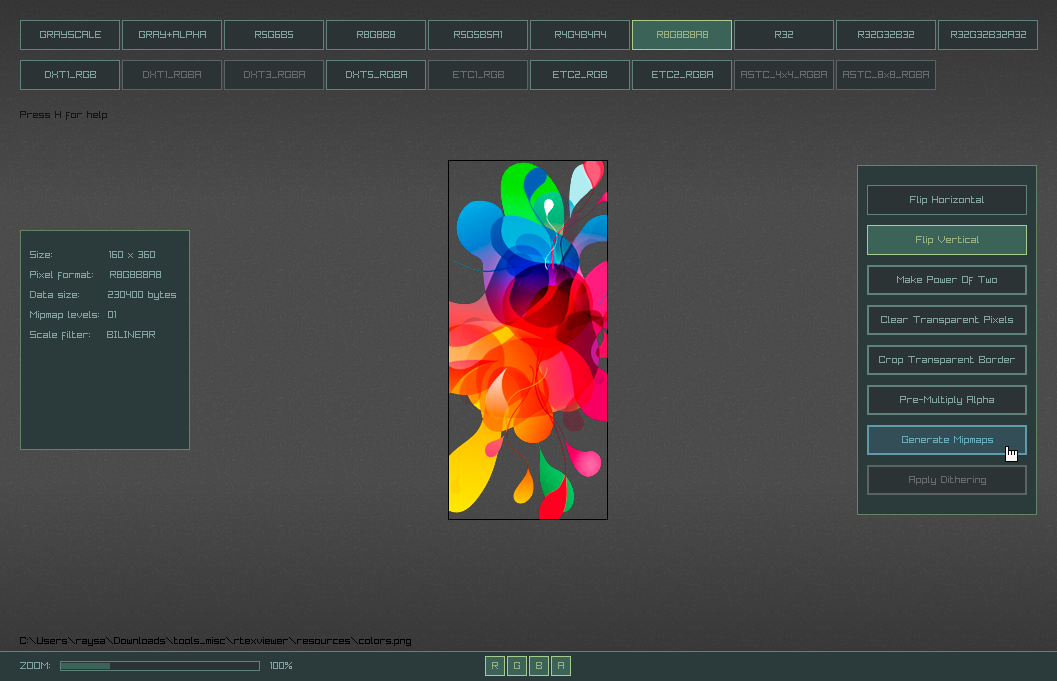 GRAYSCALE GRAY+ALPHA R5G6B5 R8G8B8 R5G5B5A1 R4G4B4A4 R8G8B8A8 R32 R32G32B32 R32G32B32A32
DXT1_RGB DXT1_RGBA DXT3_RGBA DXT5_RGBA ETC1_RGB ETC2_RGB ETC2_RGBA ASTC_4x4_RGBA ASTC_8x8_RGBA
Press H for help
Size: 160 x 360
Pixel format: R8G8B8A8
Data size: 230400 bytes
Mipmap levels: 01
Scale filter: BILINEAR
Flip Horizontal
Flip Vertical
Make Power Of Two
Clear Transparent Pixels
Crop Transparent Border
Pre-Multiply Alpha
Generate Mipmaps
Apply Dithering
C:\Users\raysa\Downloads\tools_misc\rtexviewer\resources\colors.png
ZOOM: 100% R G B A